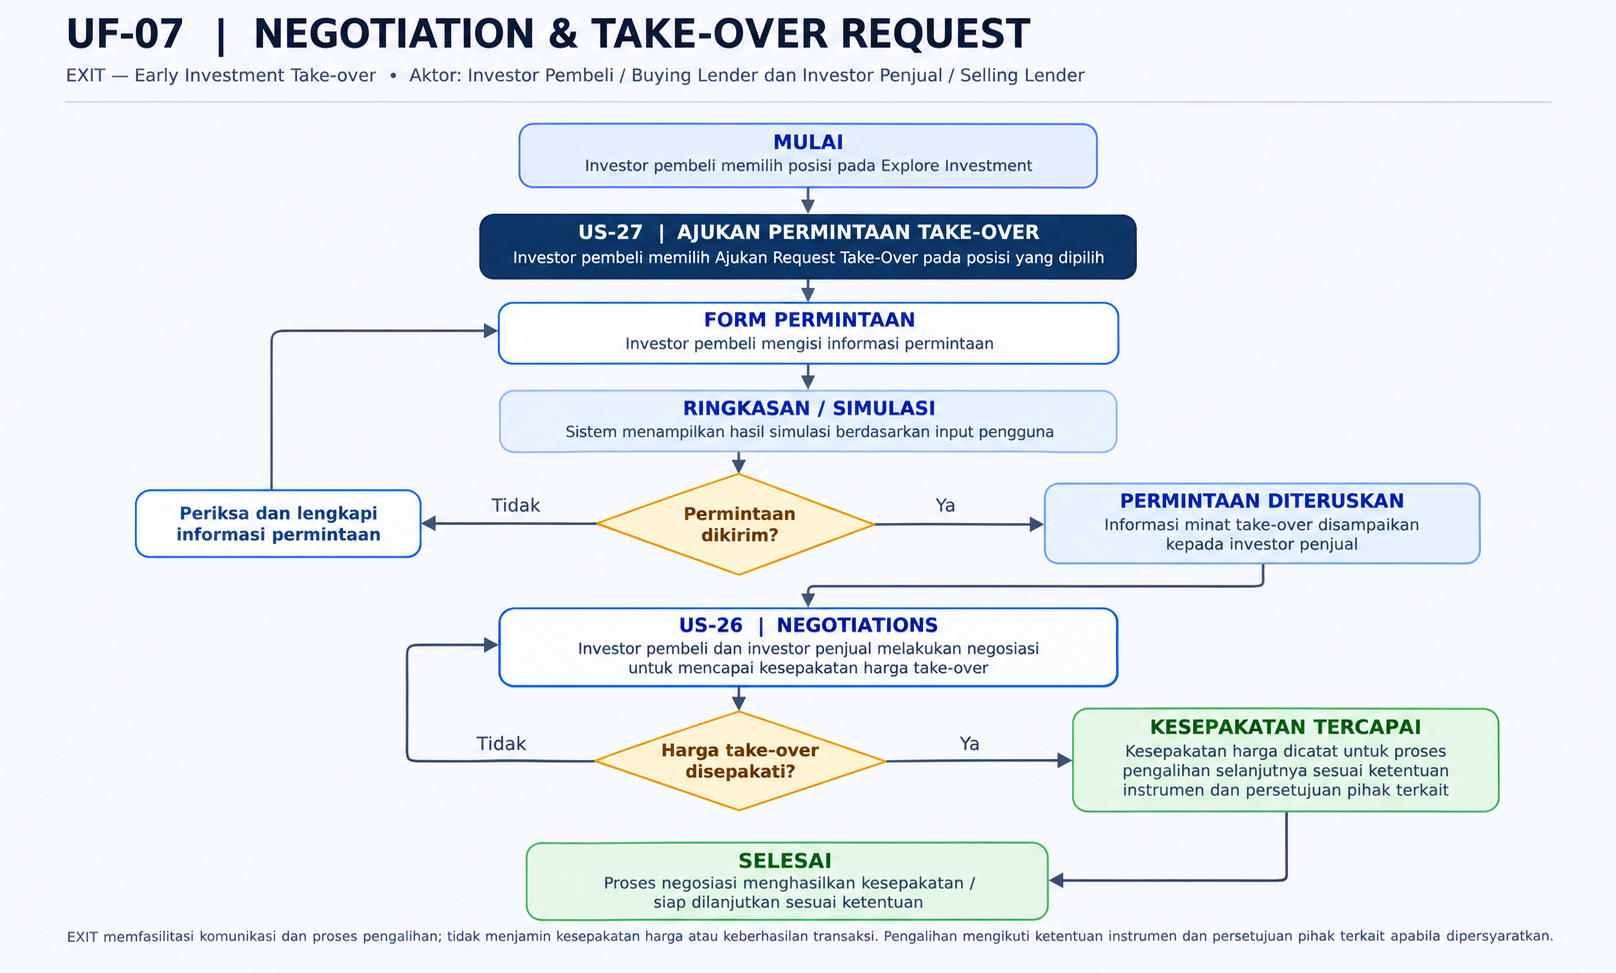 UF-07 | NEGOTIATION & TAKE-OVER REQUEST
EXIT — Early Investment Take-over • Aktor: Investor Pembeli / Buying Lender dan Investor Penjual / Selling Lender
MULAI
Investor pembeli memilih posisi pada Explore Investment
US-27 | AJUKAN PERMINTAAN TAKE-OVER
Investor pembeli memilih Ajukan Request Take-Over pada posisi yang dipilih
FORM PERMINTAAN
Investor pembeli mengisi informasi permintaan
RINGKASAN / SIMULASI
Sistem menampilkan hasil simulasi berdasarkan input pengguna
Periksa dan lengkapi
informasi permintaan
Tidak
Permintaan
dikirim?
Ya
PERMINTAAN DITERUSKAN
Informasi minat take-over disampaikan
kepada investor penjual
US-26 | NEGOTIATIONS
Investor pembeli dan investor penjual melakukan negosiasi
untuk mencapai kesepakatan harga take-over
Tidak
Harga take-over
disepakati?
Ya
KESEPAKATAN TERCAPAI
Kesepakatan harga dicatat untuk proses
pengalihan selanjutnya sesuai ketentuan
instrumen dan persetujuan pihak terkait
SELESAI
Proses negosiasi menghasilkan kesepakatan /
siap dilanjutkan sesuai ketentuan
EXIT memfasilitasi komunikasi dan proses pengalihan; tidak menjamin kesepakatan harga atau keberhasilan transaksi. Pengalihan mengikuti ketentuan instrumen dan persetujuan pihak terkait apabila dipersyaratkan.